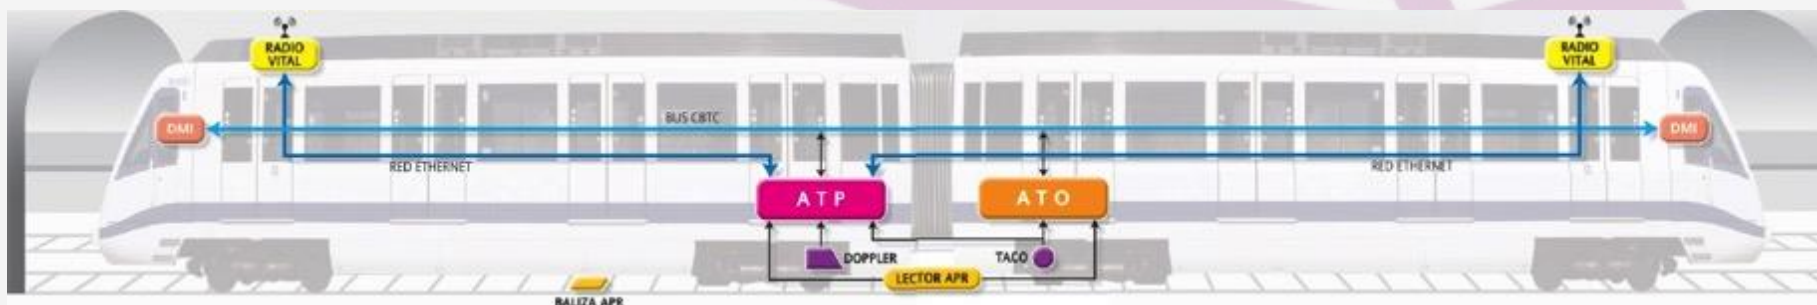 RADIO
VITAL
RADIO
VITAL
DMI
BUS CBTC
DMI
RED ETHERNET
RED ETHERNET
ATP
ATO
DOPPLER
TACO
LECTOR APR
BALIZA APR